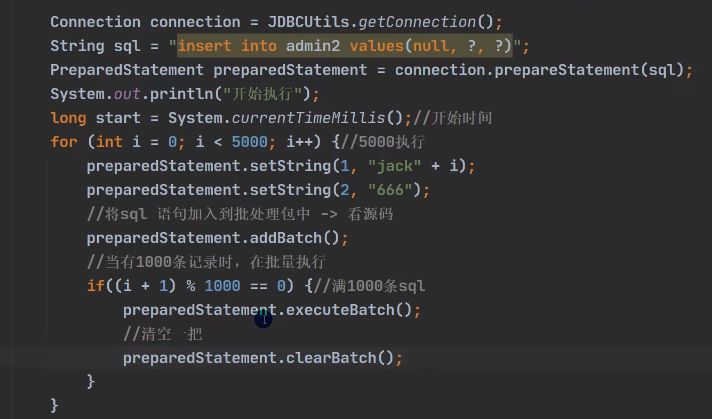 Connection connection = JDBCUtils.getConnection();
String sql = "insert into admin2 values(null, ?, ?)";
PreparedStatement preparedStatement = connection.prepareStatement(sql);
System.out.println("开始执行");
long start = System.currentTimeMillis();//开始时间
for (int i = 0; i < 5000; i++) {//5000执行
preparedStatement.setString(1, "jack" + i);
preparedStatement.setString(2, "666");
//将sql 语句加入到批处理包中 -> 看源码
preparedStatement.addBatch();
//当有1000条记录时，在批量执行
if((i + 1) % 1000 == 0) {//满1000条sql
preparedStatement.executeBatch();
//清空一把
preparedStatement.clearBatch();
}
}